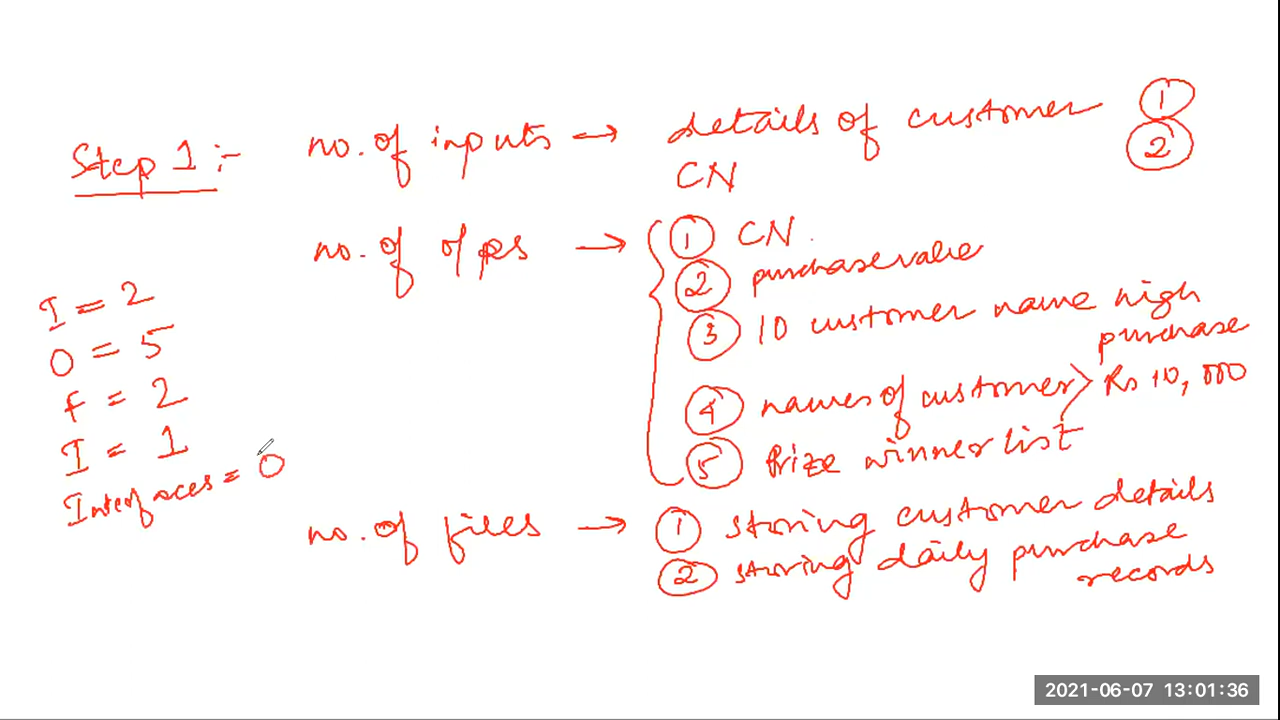 Step 1 :-
no. of inputs → details of customer ①
CN ②
no. of o/ps → ① CN.
② purchase value
③ 10 customer name high
purchase
④ names of customer > Rs 10,000
⑤ Prize winner list
I = 2
O = 5
f = 2
I = 1
Interfaces = 0
no. of files → ① storing customer details
② storing daily purchase
records
2021-06-07 13:01:36